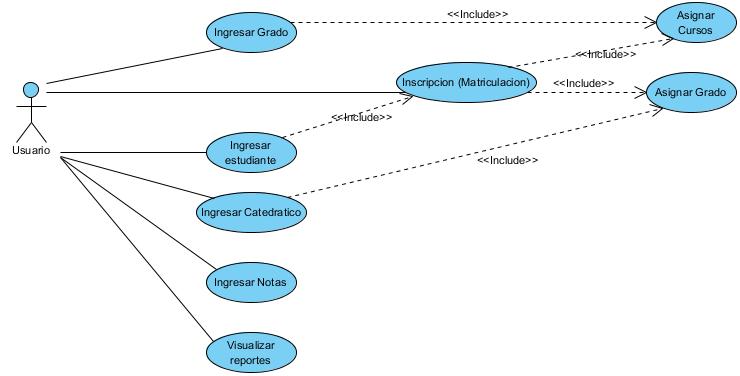 Asignar
Cursos
<<Include>>
Ingresar Grado
<<Include>>
Inscripcion (Matriculacion)
<<Include>>
Asignar Grado
<<Include>>
Usuario
Ingresar
estudiante
<<Include>>
Ingresar Catedratico
Ingresar Notas
Visualizar
reportes